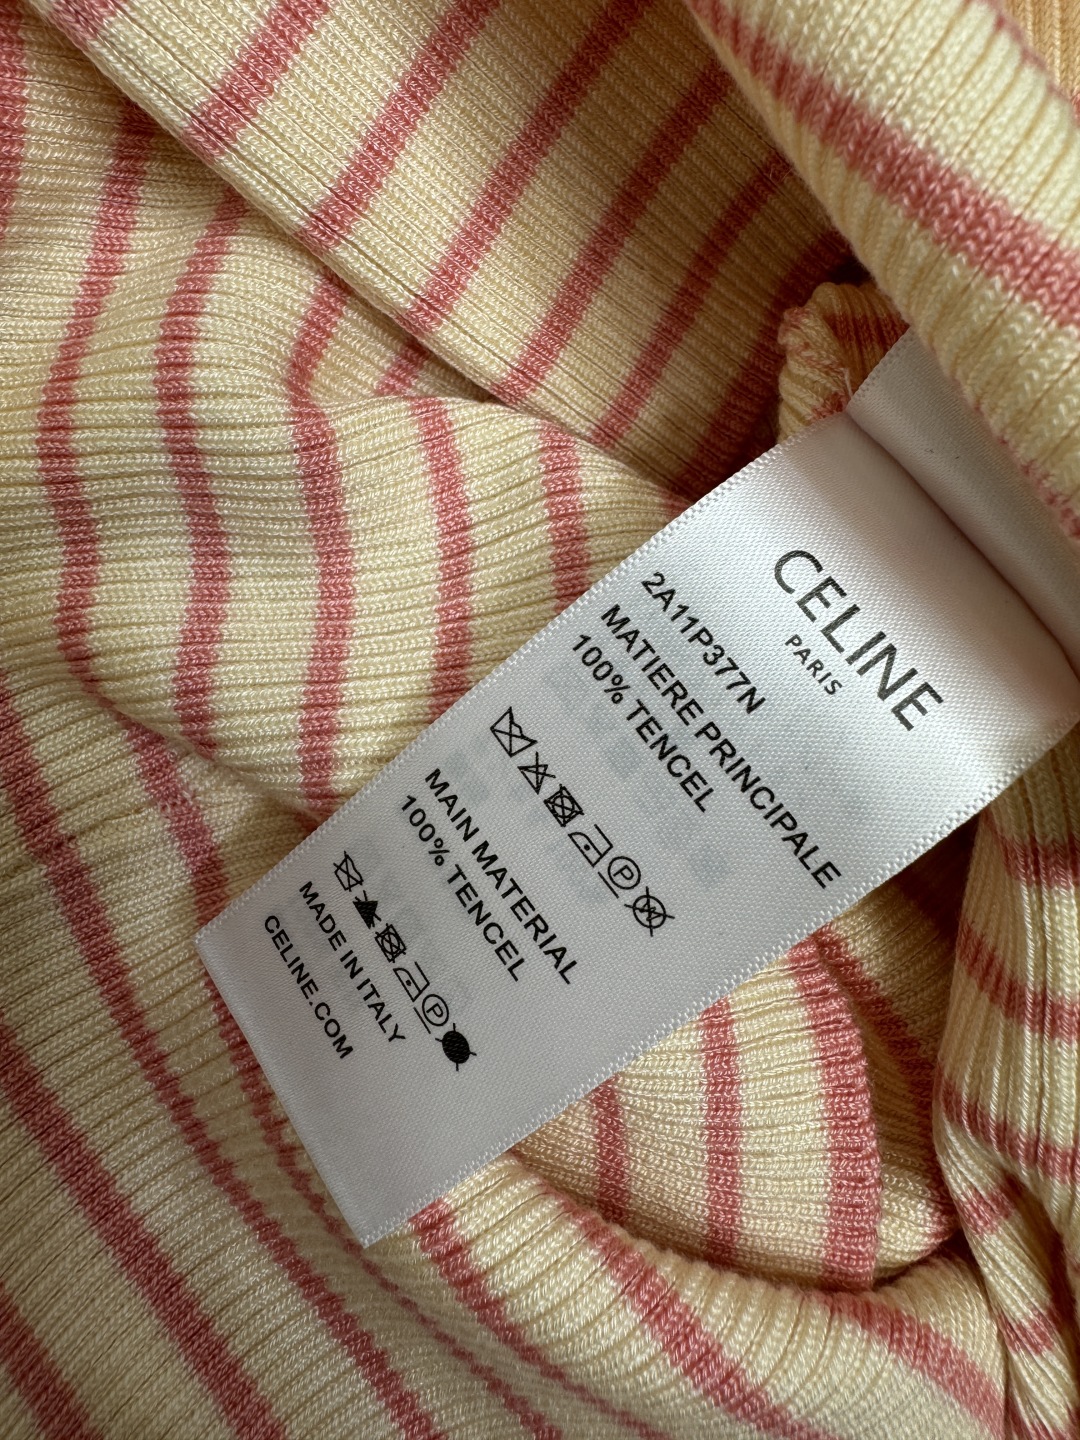 CELINE
PARIS
2A11P377N
MATIERE PRINCIPALE
100% TENCEL
P
MAIN MATERIAL
100% TENCEL
P
MADE IN ITALY
CELINE.COM